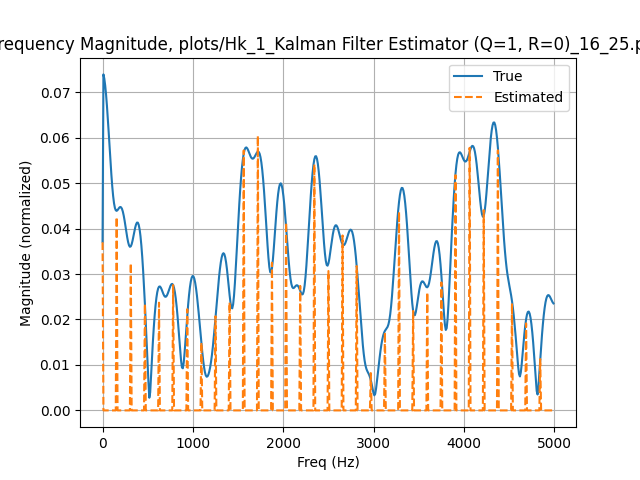 requency Magnitude, plots/Hk_1_Kalman Filter Estimator (Q=1, R=0)_16_25.p
True
Estimated
0.07
0.06
0.05
0.04
0.03
0.02
0.01
0.00
Magnitude (normalized)
0 1000 2000 3000 4000 5000
Freq (Hz)